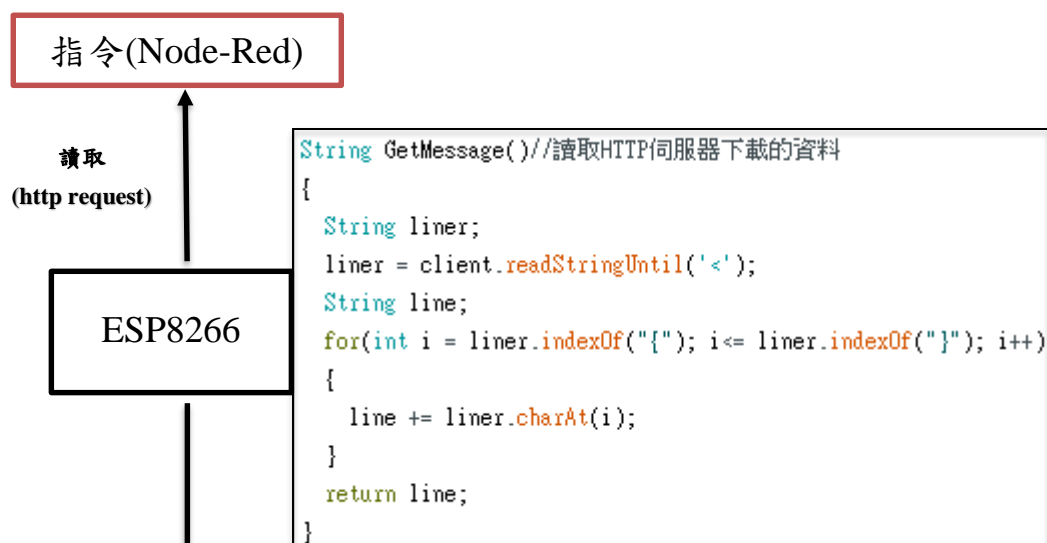 指令(Node-Red)
讀取
(http request)
ESP8266
String GetMessage()//讀取HTTP伺服器下載的資料
{
String liner;
liner = client.readStringUntil('<');
String line;
for(int i = liner.indexOf("{"); i<= liner.indexOf("}"); i++)
{
line += liner.charAt(i);
}
return line;
}